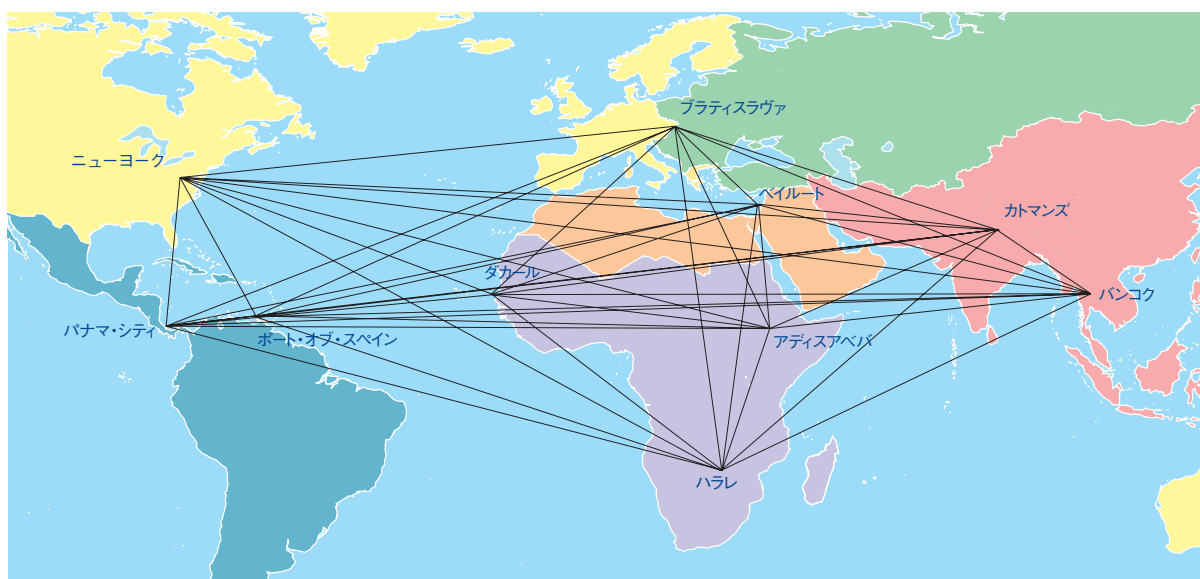 ブラティスラヴァ
ニューヨーク
ベイルート
カトマンズ
ダカール
バンコク
パナマ・シティ
ポート・オブ・スペイン
アディスアベバ
ハラレ